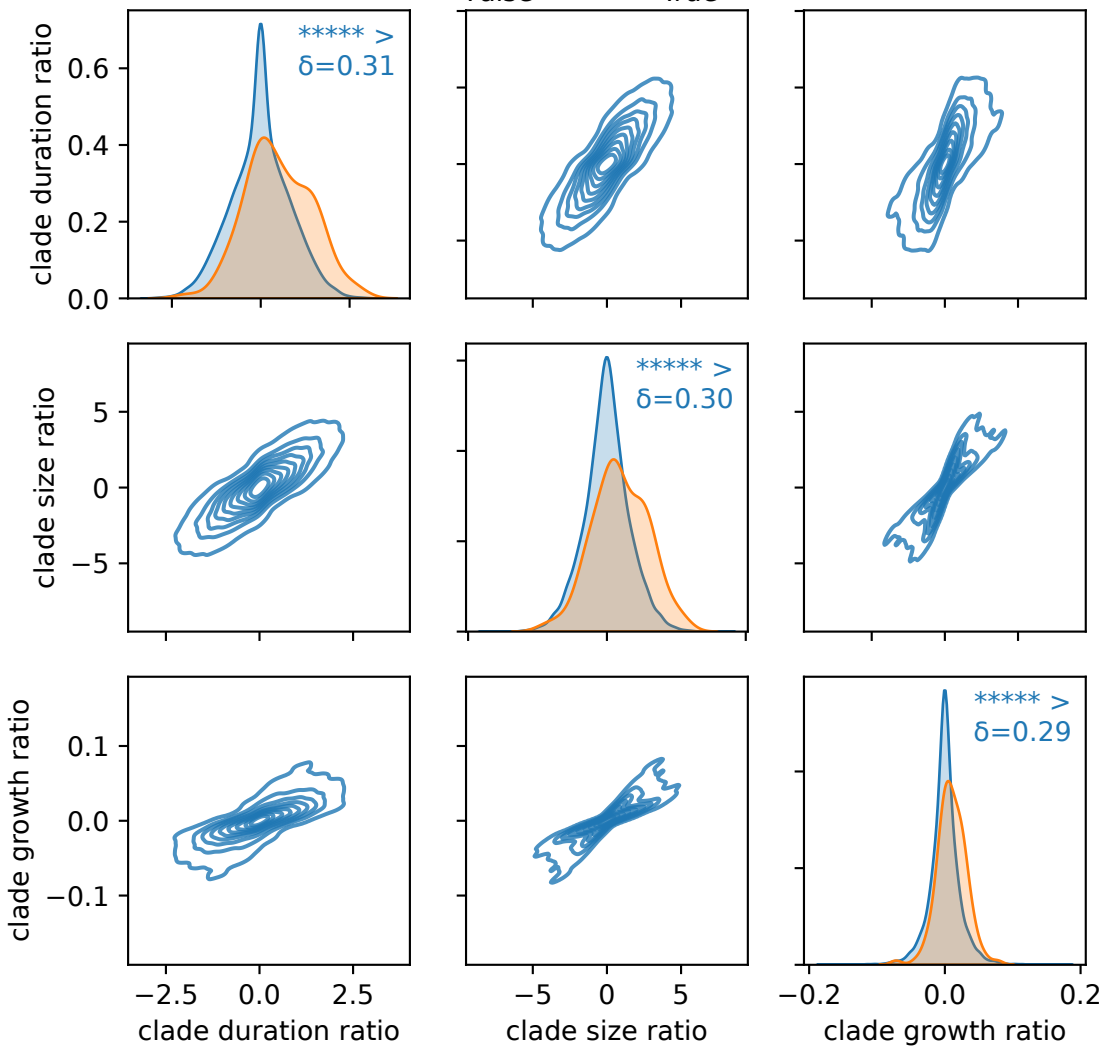 ***** >
δ=0.31
clade duration ratio
0.6
0.4
0.2
0.0
***** >
δ=0.30
clade size ratio
5
0
−5
***** >
δ=0.29
clade growth ratio
0.1
0.0
−0.1
−2.5 0.0 2.5
−5 0 5
−0.2 0.0 0.2
clade duration ratio
clade size ratio
clade growth ratio